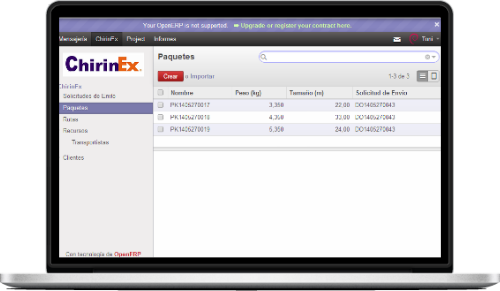 Your OpenERP is not supported. Upgrade or register your contract here.
Mensajería ChirinEx Project Informes Toni
ChirinEx
Paquetes
Crear o Importar 1-3 de 3
ChirinEx
Solicitudes de Envío
Paquetes
Rutas
Recursos
Transportistas
Clientes
Nombre Peso (kg) Tamaño (m) Solicitud de Envío
PK1405270017 3,350 22,00 DO1405270043
PK1405270018 4,350 33,00 DO1405270043
PK1405270019 5,350 24,00 DO1405270043
Con tecnología de OpenERP